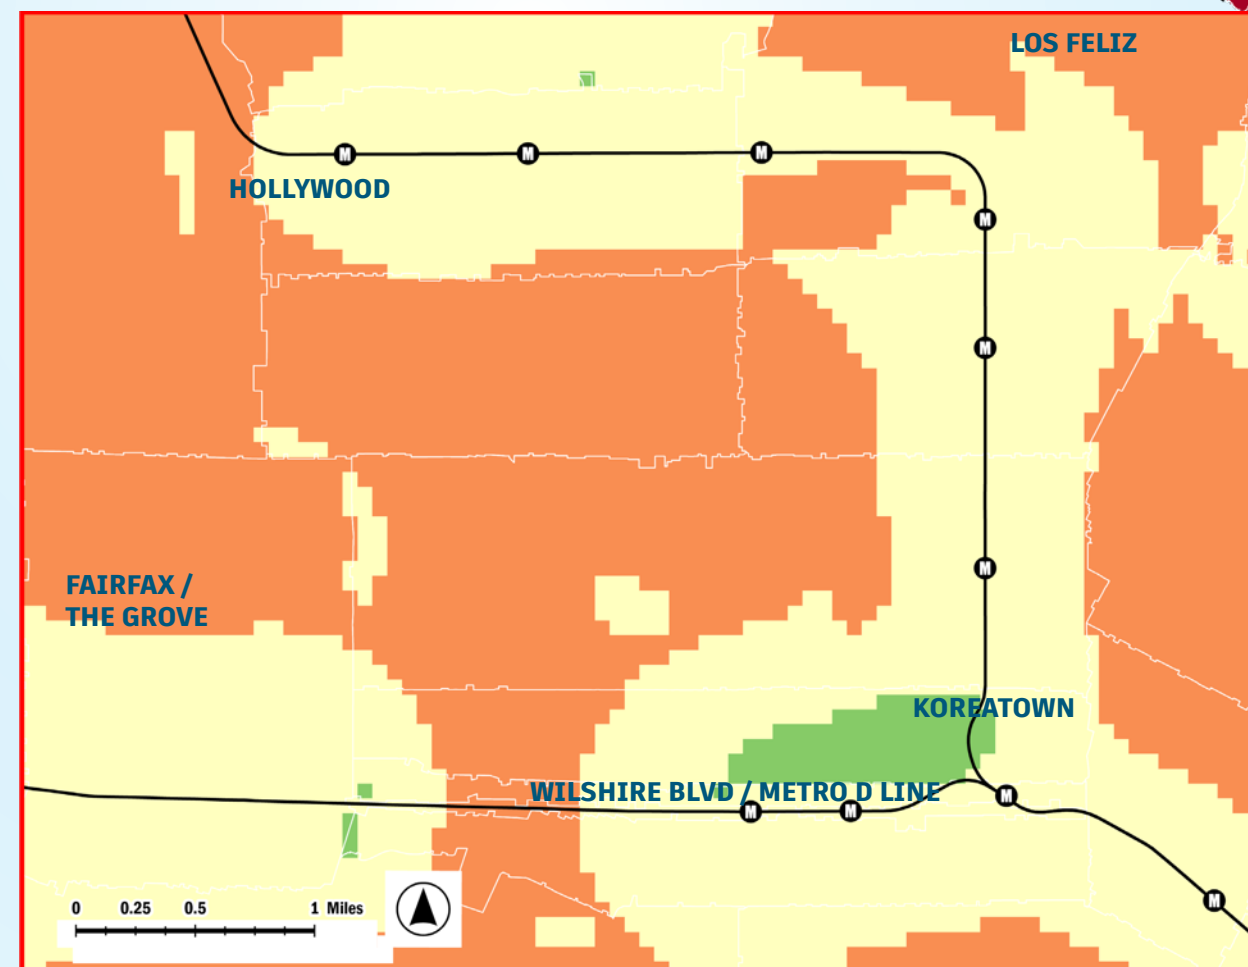 LOS FELIZ
M
M
M
HOLLYWOOD
M
M
M
FAIRFAX /
THE GROVE
KOREATOWN
WILSHIRE BLVD / METRO D LINE
M
M
M
M
0 0.25 0.5 1 Miles